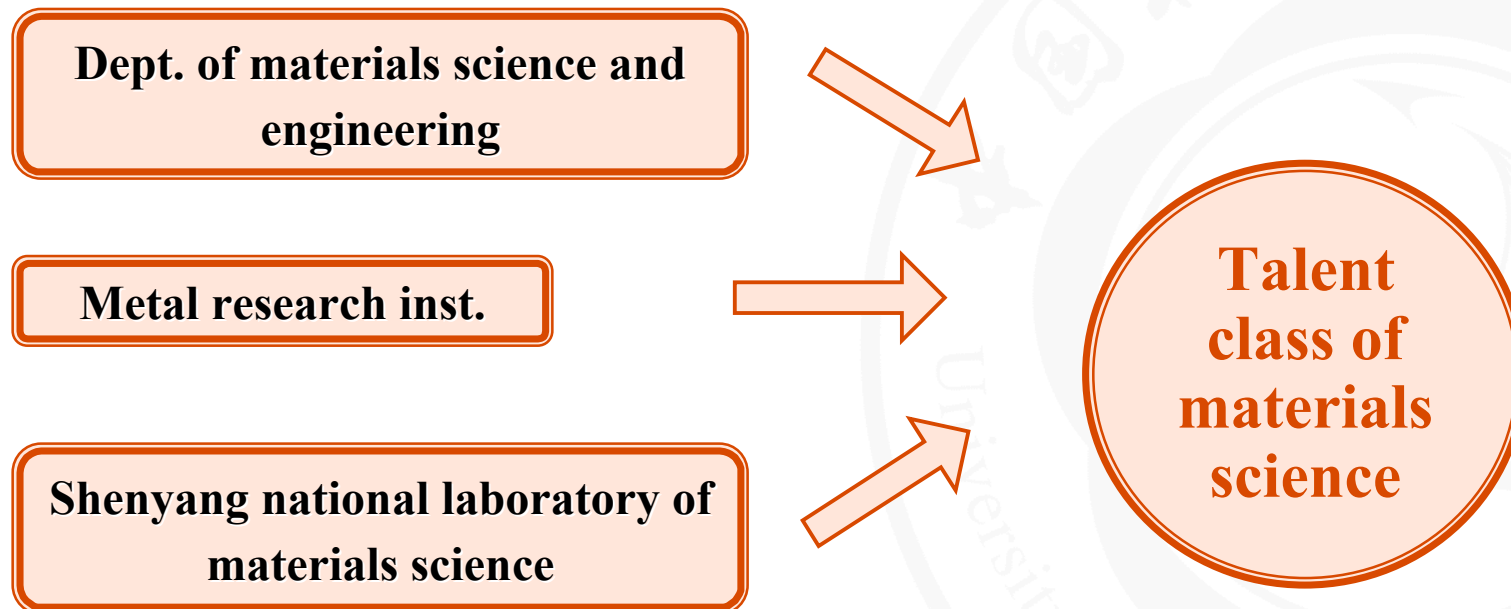 Dept. of materials science and
engineering
Metal research inst.
Shenyang national laboratory of
materials science
Talent
class of
materials
science